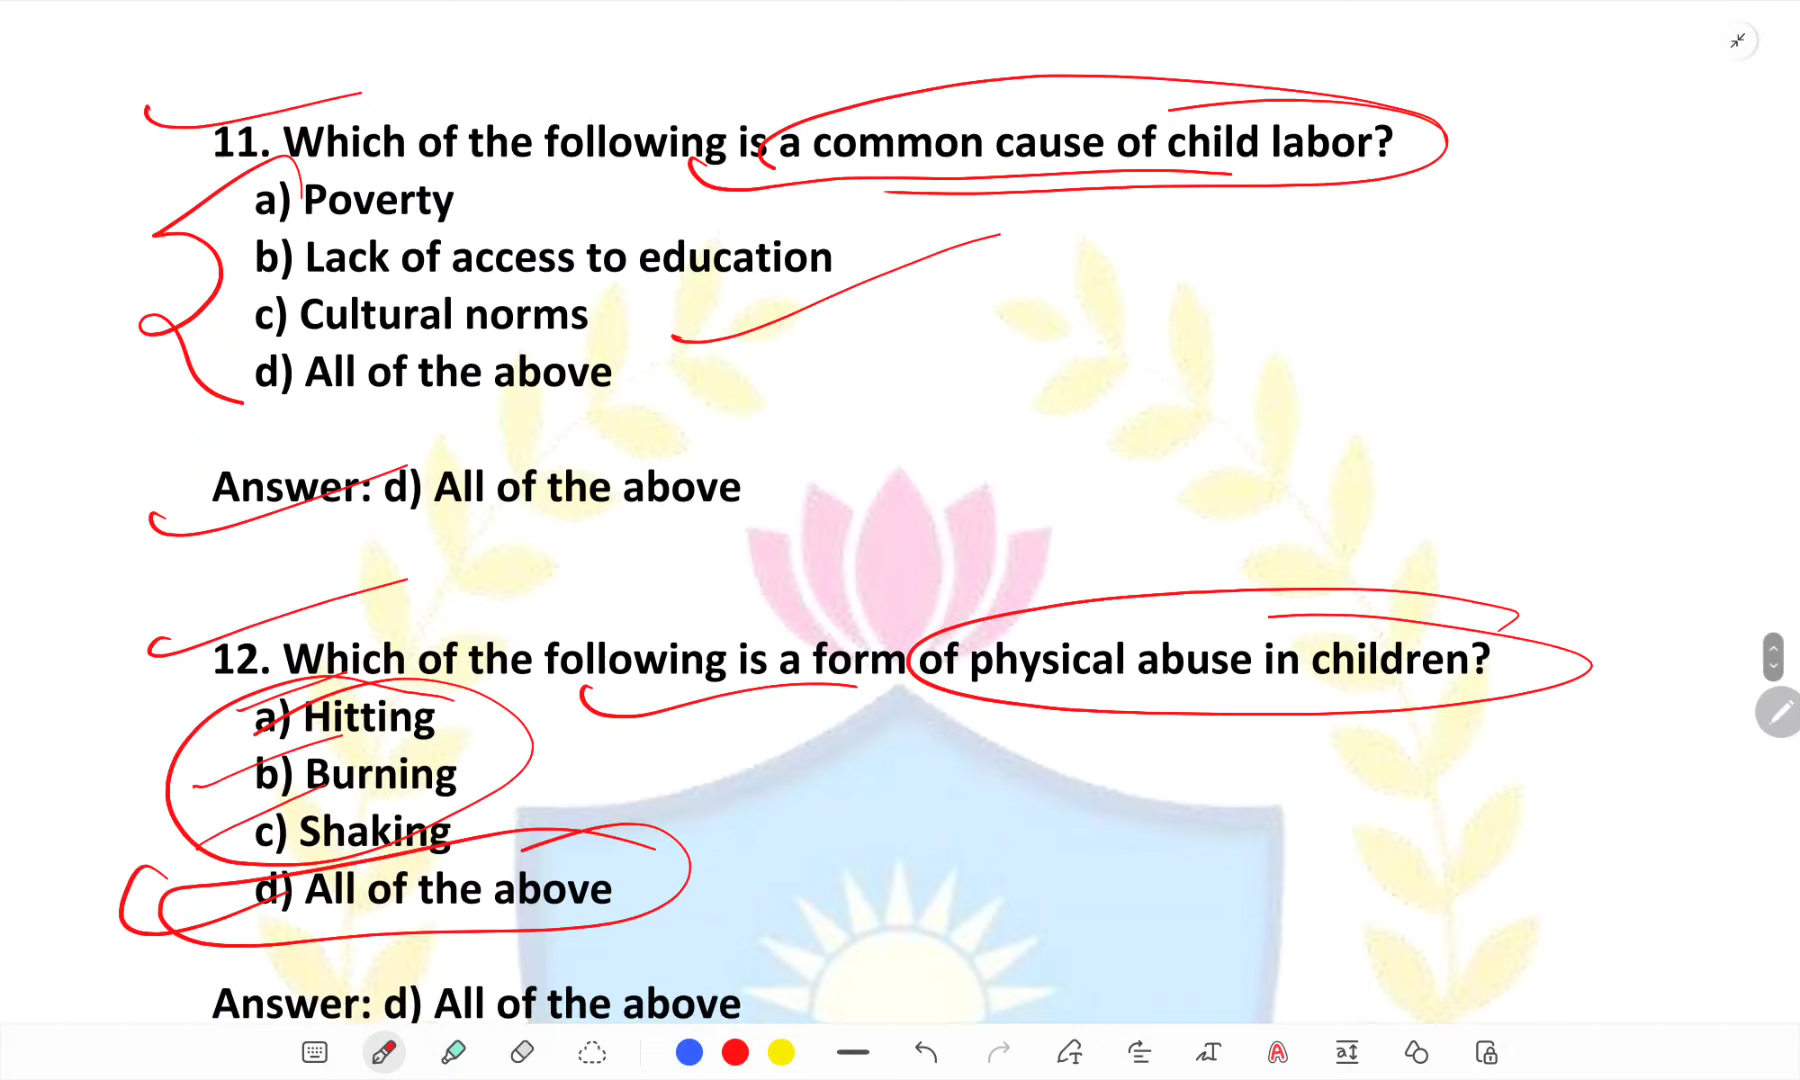 11. Which of the following is a common cause of child labor?
a) Poverty
b) Lack of access to education
c) Cultural norms
d) All of the above
Answer: d) All of the above
12. Which of the following is a form of physical abuse in children?
a) Hitting
b) Burning
c) Shaking
d) All of the above
Answer: d) All of the above